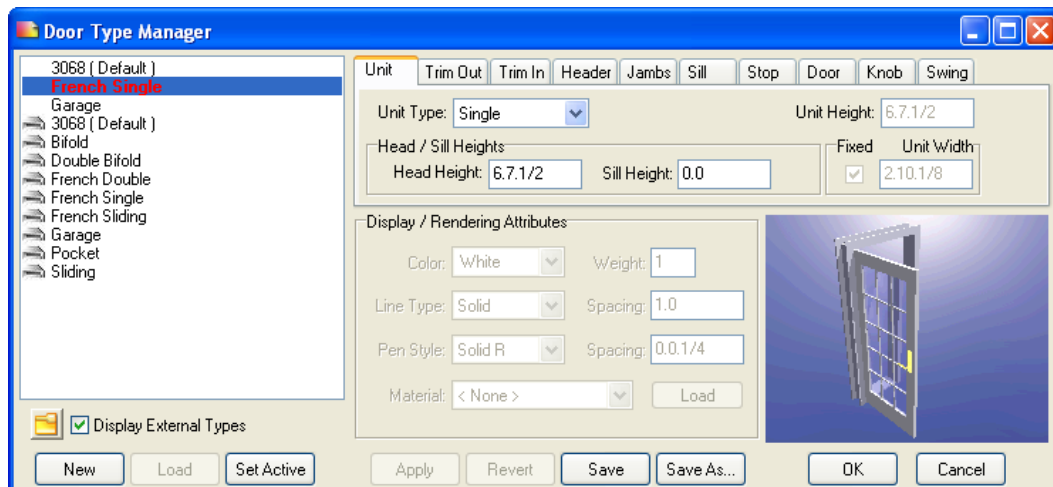 Door Type Manager
3068 ( Default )
French Single
Garage
3068 ( Default )
Bifold
Double Bifold
French Double
French Single
French Sliding
Garage
Pocket
Sliding
Display External Types
New Load Set Active
Unit Trim Out Trim In Header Jambs Sill Stop Door Knob Swing
Unit Type: Single Unit Height: 6.7.1/2
Head / Sill Heights Fixed Unit Width
Head Height: 6.7.1/2 Sill Height: 0.0 2.10.1/8
Display / Rendering Attributes
Color: White Weight: 1
Line Type: Solid Spacing: 1.0
Pen Style: Solid R Spacing: 0.0.1/4
Material: < None > Load
Apply Revert Save Save As... OK Cancel